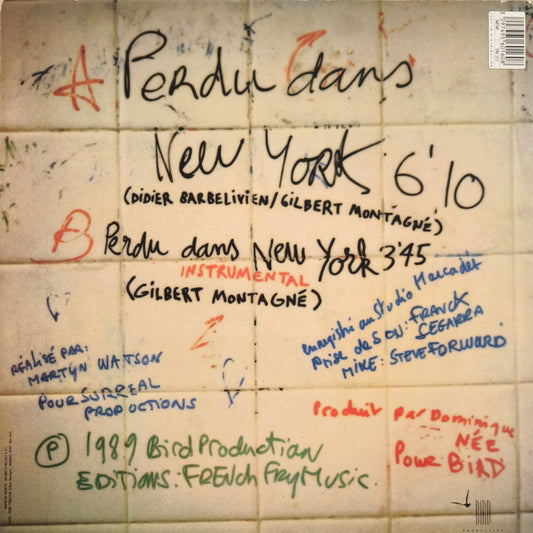 A Perdu dans
New York 6'10
(DIDIER BARBELIVIEN/GILBERT MONTAGNÉ)
B Perdu dans New York 3'45
INSTRUMENTAL
(GILBERT MONTAGNÉ)
enregistré au Studio Marcadet
Prise de SON: FRANCK
SEGARRA
MIXE: STEVE FORWARD
RÉALISÉ PAR:
MARTYN WATSON
POUR SURREAL
PRODUCTIONS
Produit par Dominique
NÉE
Pour BIRD
℗ 1989 Bird Production
EDITIONS: FRENCH FRY MUSIC.
BIRD
PRODUCTION